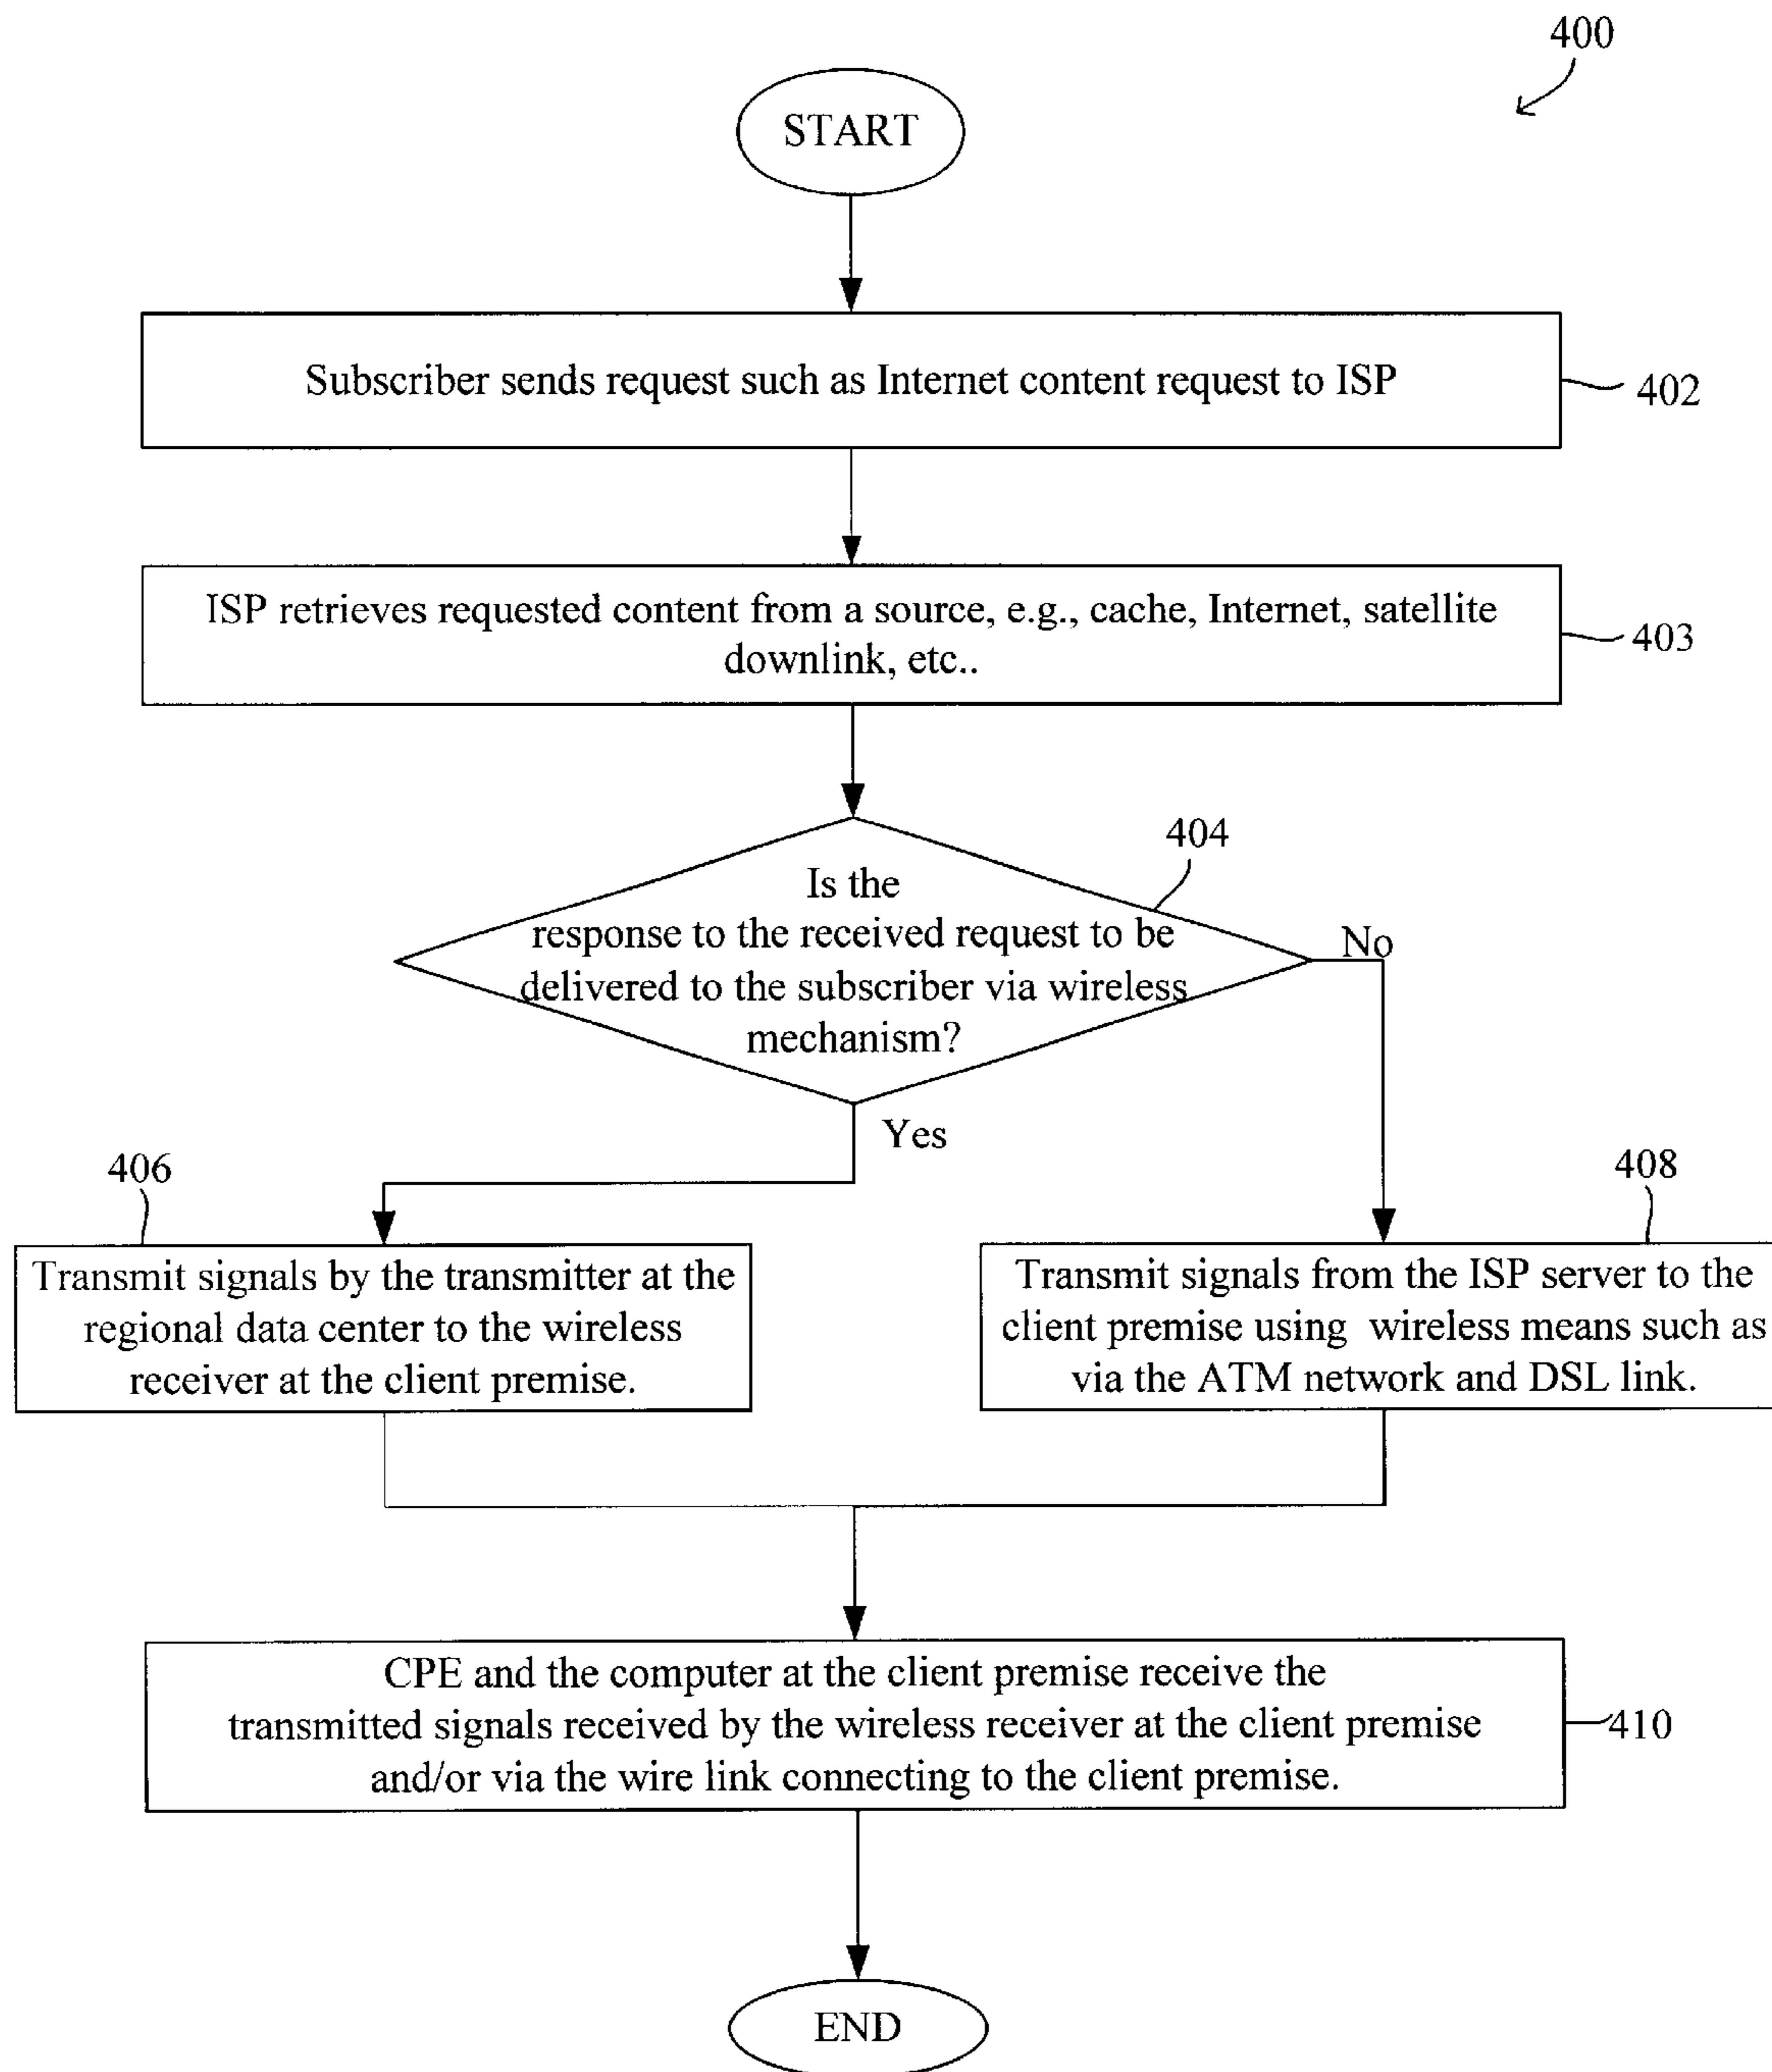 400
START
Subscriber sends request such as Internet content request to ISP
402
ISP retrieves requested content from a source, e.g., cache, Internet, satellite
downlink, etc..
403
404
Is the
response to the received request to be
delivered to the subscriber via wireless
mechanism?
No
Yes
406
408
Transmit signals by the transmitter at the
regional data center to the wireless
receiver at the client premise.
Transmit signals from the ISP server to the
client premise using wireless means such as
via the ATM network and DSL link.
CPE and the computer at the client premise receive the
transmitted signals received by the wireless receiver at the client premise
and/or via the wire link connecting to the client premise.
410
END